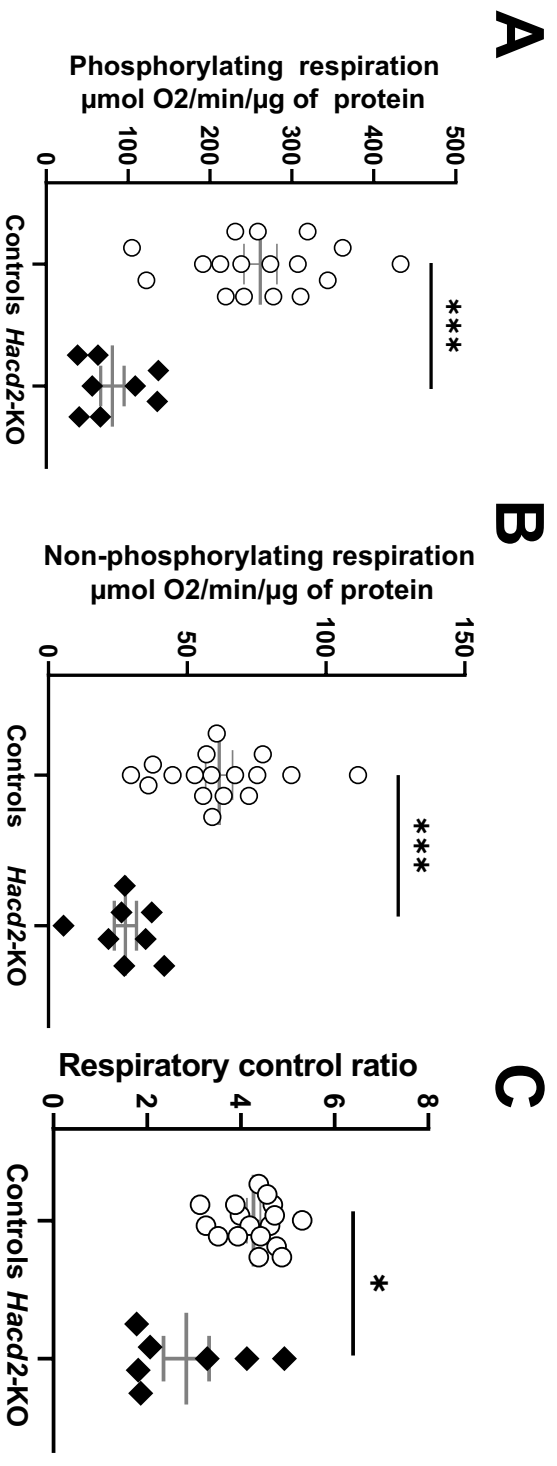 A
Phosphorylating respiration
µmol O2/min/µg of protein
500
400
300
200
100
0
***
Controls Hacd2-KO
B
Non-phosphorylating respiration
µmol O2/min/µg of protein
150
100
50
0
***
Controls Hacd2-KO
C
Respiratory control ratio
8
6
4
2
0
*
Controls Hacd2-KO